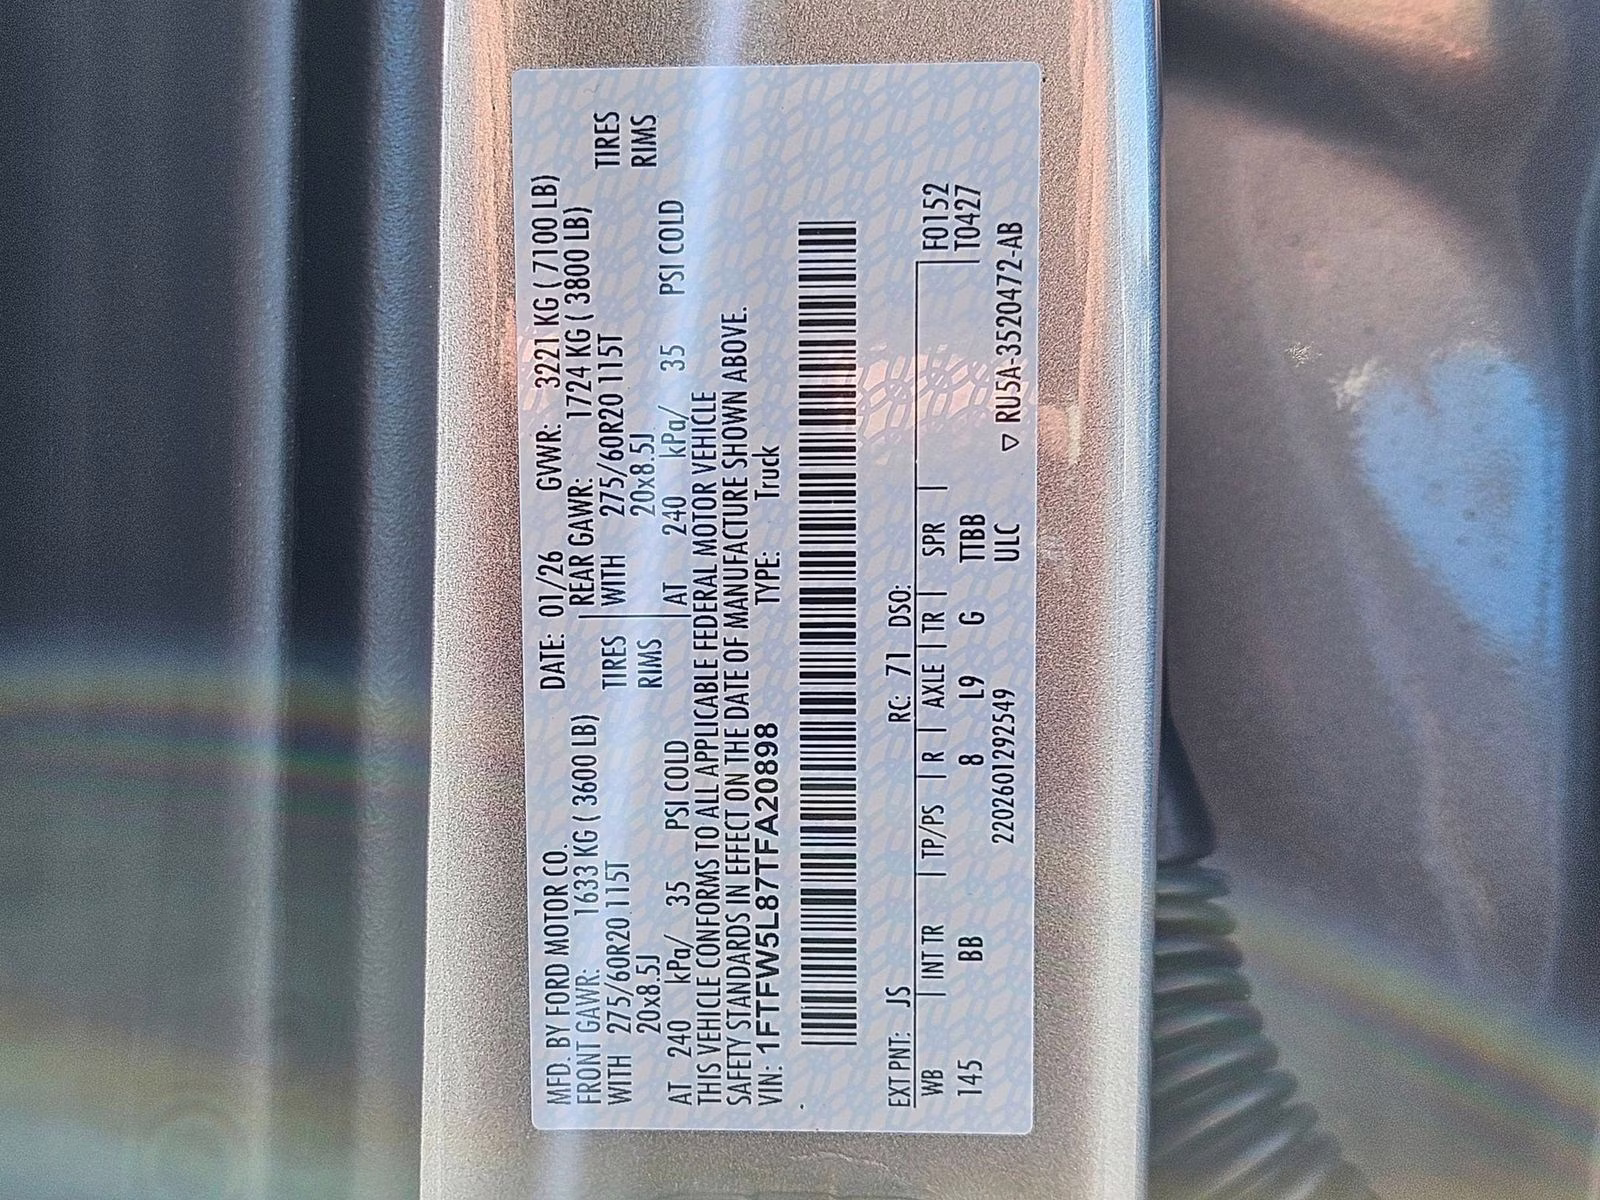 MFD. BY FORD MOTOR CO. DATE: 01/26 GVWR: 3221 KG ( 7100 LB)
FRONT GAWR: 1633 KG ( 3600 LB) REAR GAWR: 1724 KG ( 3800 LB)
WITH 275/60R20 115T TIRES WITH 275/60R20 115T TIRES
20x8.5J RIMS 20x8.5J RIMS
AT 240 kPa/ 35 PSI COLD AT 240 kPa/ 35 PSI COLD
THIS VEHICLE CONFORMS TO ALL APPLICABLE FEDERAL MOTOR VEHICLE
SAFETY STANDARDS IN EFFECT ON THE DATE OF MANUFACTURE SHOWN ABOVE.
VIN: 1FTFW5L87TFA20898 TYPE: Truck
EXT PNT: JS RC: 71 DSO:
WB INT TR TP/PS R AXLE TR SPR F0152
145 BB 8 L9 G TTBB T0427
220260129549 ULC ▽ RU5A-3520472-AB